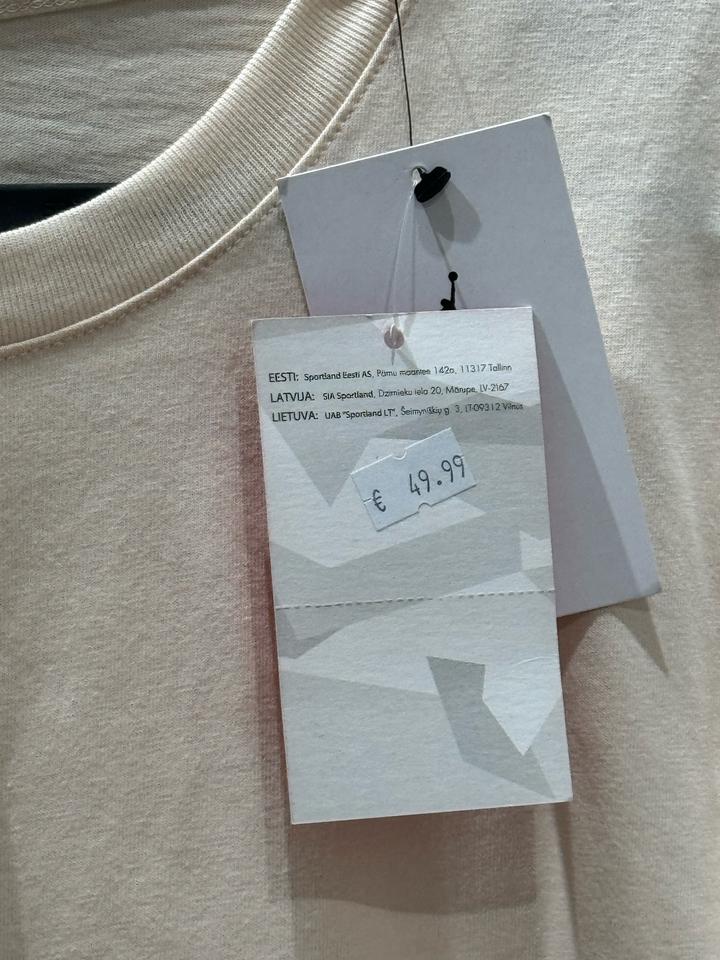 EESTI: Sportland Eesti AS, Pärnu maantee 142a, 11317 Tallinn
LATVIJA: SIA Sportland, Dzirnieku iela 20, Mārupe, LV-2167
LIETUVA: UAB "Sportland LT", Šeimyniškių g. 3, LT-09312 Vilnius
€ 49.99